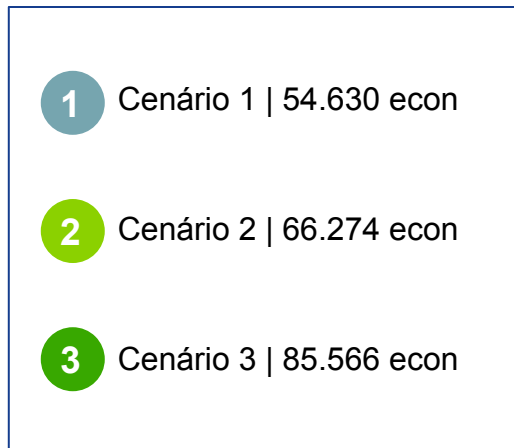 1 Cenário 1 | 54.630 econ
2 Cenário 2 | 66.274 econ
3 Cenário 3 | 85.566 econ